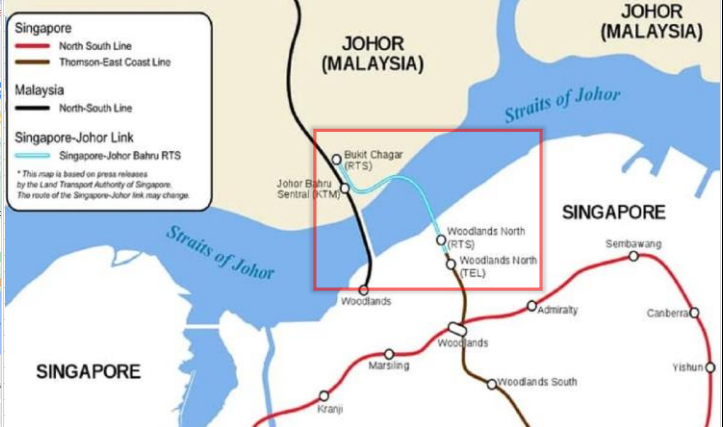 Singapore
North South Line
Thomson-East Coast Line
Malaysia
North-South Line
Singapore-Johor Link
Singapore-Johor Bahru RTS
* This map is based on press releases
by the Land Transport Authority of Singapore.
The route of the Singapore-Johor link may change.
JOHOR
(MALAYSIA)
JOHOR
(MALAYSIA)
Straits of Johor
Bukit Chagar
(RTS)
Johor Bahru
Sentral (KTM)
SINGAPORE
Woodlands North
(RTS)
Woodlands North
(TEL)
Sembawang
Straits of Johor
Woodlands
Admiralty
Canberra
Woodlands
Marsiling
Yishun
SINGAPORE
Woodlands South
Kranji